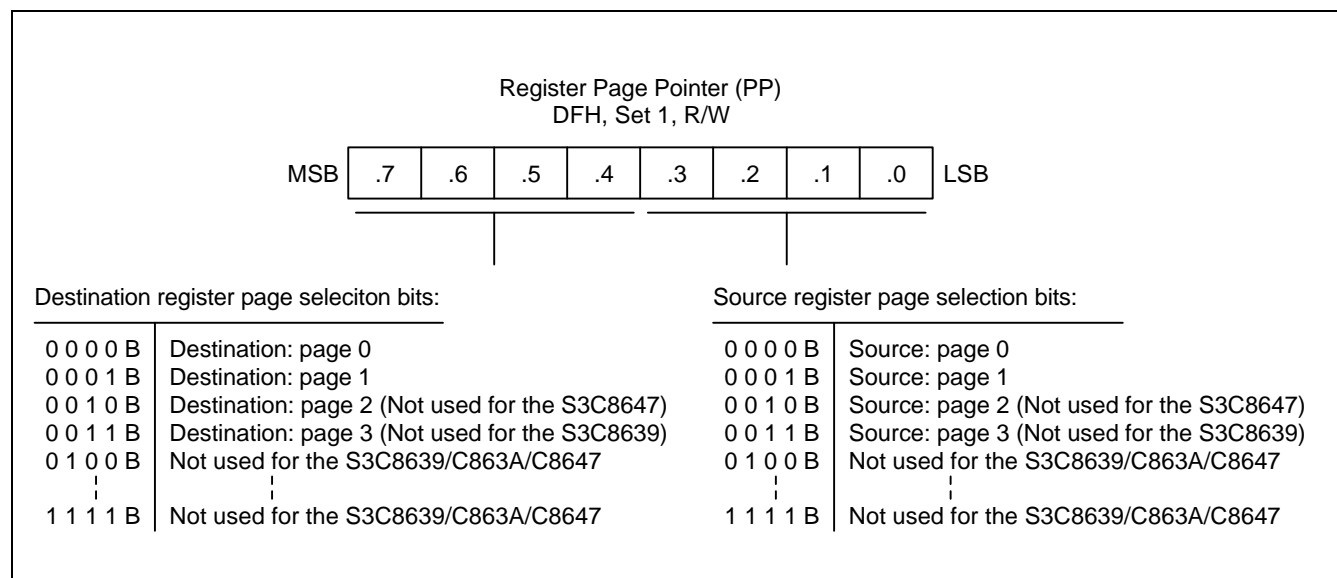 Register Page Pointer (PP)
DFH, Set 1, R/W
MSB .7 .6 .5 .4 .3 .2 .1 .0 LSB
Destination register page seleciton bits:
0 0 0 0 B Destination: page 0
0 0 0 1 B Destination: page 1
0 0 1 0 B Destination: page 2 (Not used for the S3C8647)
0 0 1 1 B Destination: page 3 (Not used for the S3C8639)
0 1 0 0 B Not used for the S3C8639/C863A/C8647
1 1 1 1 B Not used for the S3C8639/C863A/C8647
Source register page selection bits:
0 0 0 0 B Source: page 0
0 0 0 1 B Source: page 1
0 0 1 0 B Source: page 2 (Not used for the S3C8647)
0 0 1 1 B Source: page 3 (Not used for the S3C8639)
0 1 0 0 B Not used for the S3C8639/C863A/C8647
1 1 1 1 B Not used for the S3C8639/C863A/C8647